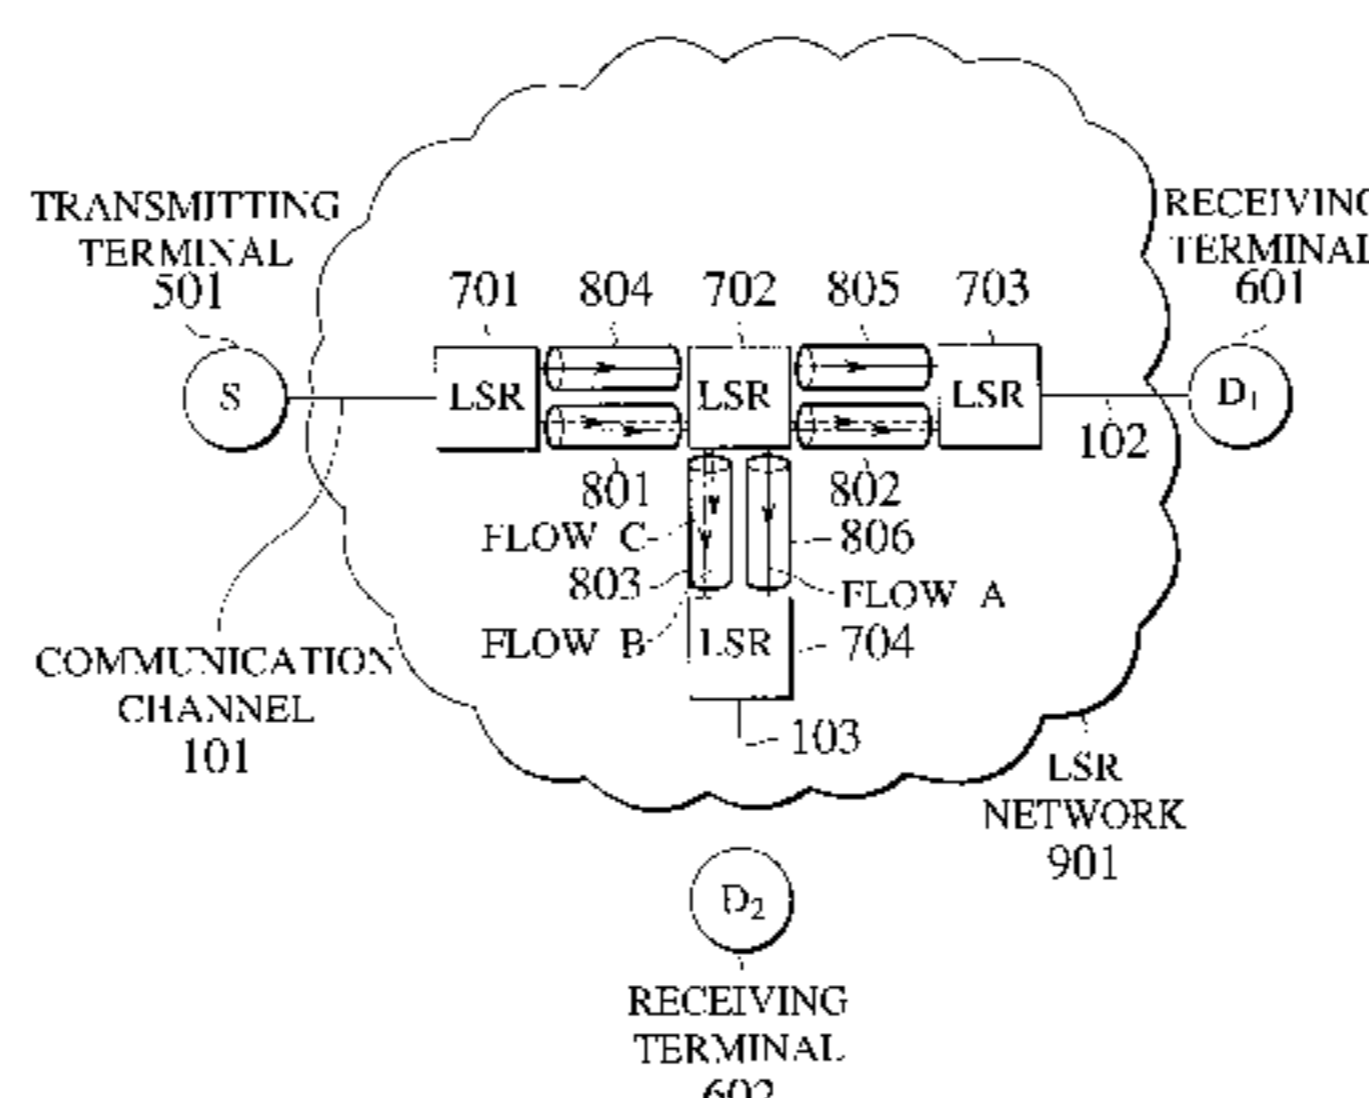 TRANSMITTING
TERMINAL
501
RECEIVING
TERMINAL
601
701 804 702 805 703
S LSR LSR LSR D1
102
801 802
FLOW C 806
803 FLOW A
FLOW B LSR 704
COMMUNICATION
CHANNEL
101
103
LSR
NETWORK
901
D2
RECEIVING
TERMINAL
602